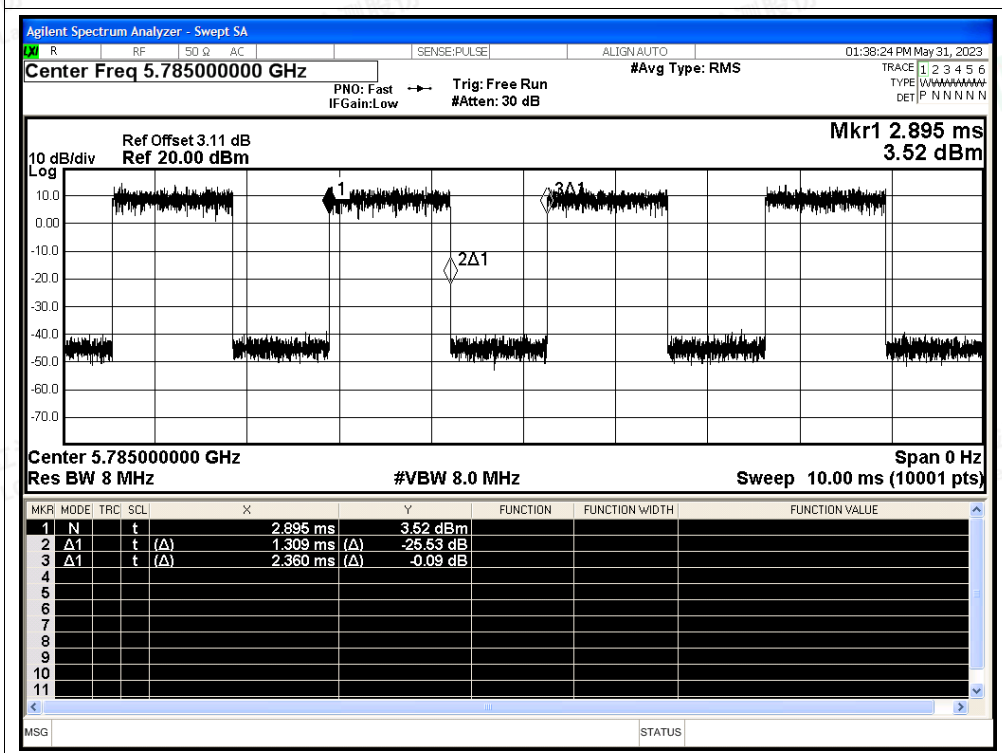 Agilent Spectrum Analyzer - Swept SA
LXI R RF 50 Ω AC SENSE:PULSE ALIGN AUTO 01:38:24 PM May 31, 2023
Center Freq 5.785000000 GHz #Avg Type: RMS TRACE 1 2 3 4 5 6
PNO: Fast Trig: Free Run TYPE WWWWWW
IFGain:Low #Atten: 30 dB DET P N N N N N
Mkr1 2.895 ms
Ref Offset 3.11 dB
10 dB/div Ref 20.00 dBm 3.52 dBm
Log
10.0
0.00
-10.0
-20.0
-30.0
-40.0
-50.0
-60.0
-70.0
1
3Δ1
2Δ1
Center 5.785000000 GHz Span 0 Hz
Res BW 8 MHz #VBW 8.0 MHz Sweep 10.00 ms (10001 pts)
MKR MODE TRC SCL X Y FUNCTION FUNCTION WIDTH FUNCTION VALUE
1 N t 2.895 ms 3.52 dBm
2 Δ1 t (Δ) 1.309 ms (Δ) -25.53 dB
3 Δ1 t (Δ) 2.360 ms (Δ) -0.09 dB
4
5
6
7
8
9
10
11
MSG STATUS